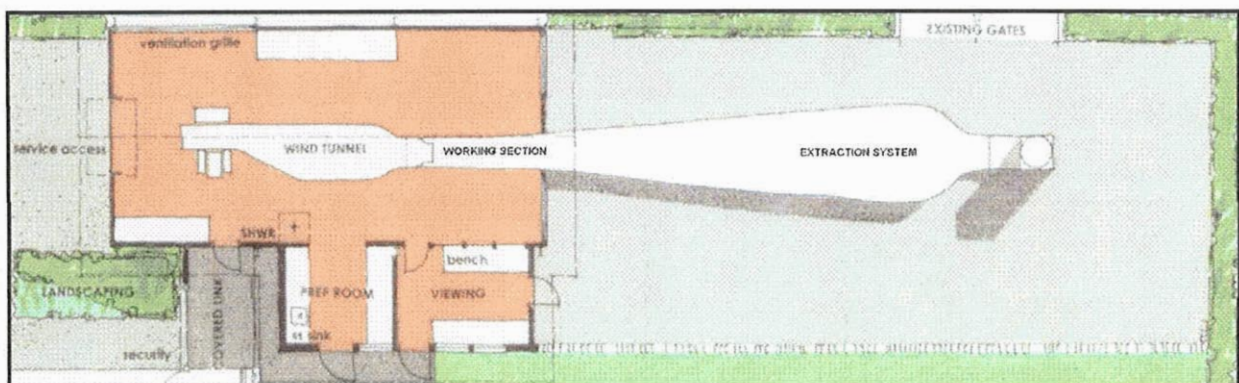 EXISTING GATES
ventilation grille
service access
WIND TUNNEL
WORKING SECTION
EXTRACTION SYSTEM
SHWR
bench
LANDSCAPING
COVERED LINK
PREP ROOM
VIEWING
sink
security